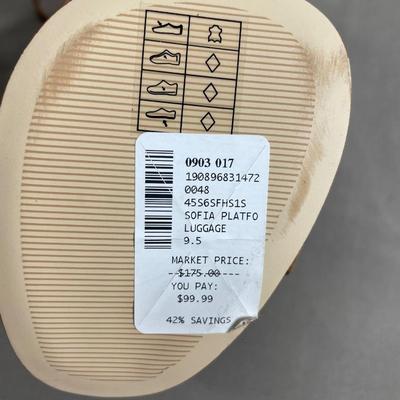 0903 017
190896831472
0048
45S6SFHS1S
SOFIA PLATFO
LUGGAGE
9.5
MARKET PRICE:
--$175.00----
YOU PAY:
$99.99
42% SAVINGS